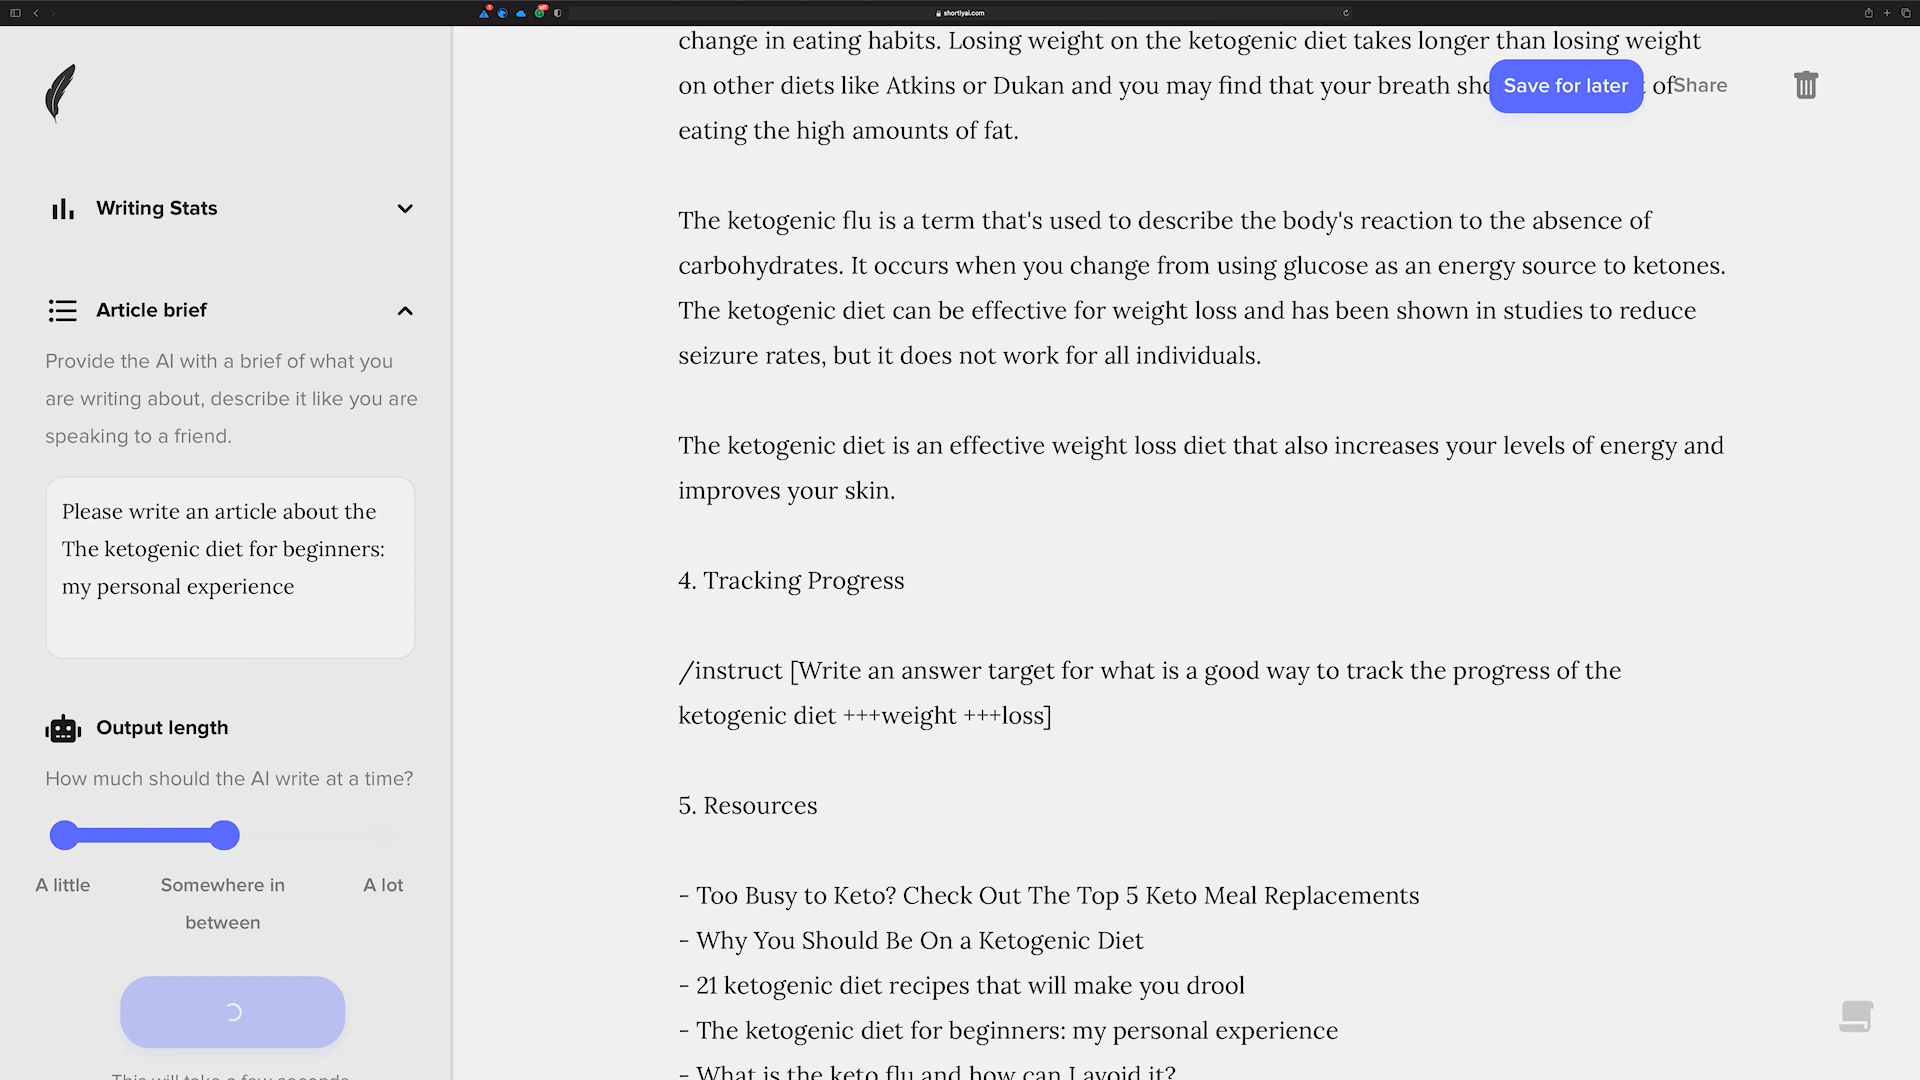 shortlyai.com
Writing Stats
Article brief
Provide the AI with a brief of what you
are writing about, describe it like you are
speaking to a friend.
Please write an article about the
The ketogenic diet for beginners:
my personal experience
Output length
How much should the AI write at a time?
A little
Somewhere in
between
A lot
This will take a few seconds
Save for later
Share
change in eating habits. Losing weight on the ketogenic diet takes longer than losing weight
on other diets like Atkins or Dukan and you may find that your breath of
eating the high amounts of fat.
The ketogenic flu is a term that's used to describe the body's reaction to the absence of
carbohydrates. It occurs when you change from using glucose as an energy source to ketones.
The ketogenic diet can be effective for weight loss and has been shown in studies to reduce
seizure rates, but it does not work for all individuals.
The ketogenic diet is an effective weight loss diet that also increases your levels of energy and
improves your skin.
4. Tracking Progress
/instruct [Write an answer target for what is a good way to track the progress of the
ketogenic diet +++weight +++loss]
5. Resources
- Too Busy to Keto? Check Out The Top 5 Keto Meal Replacements
- Why You Should Be On a Ketogenic Diet
- 21 ketogenic diet recipes that will make you drool
- The ketogenic diet for beginners: my personal experience
- What is the keto flu and how can I avoid it?